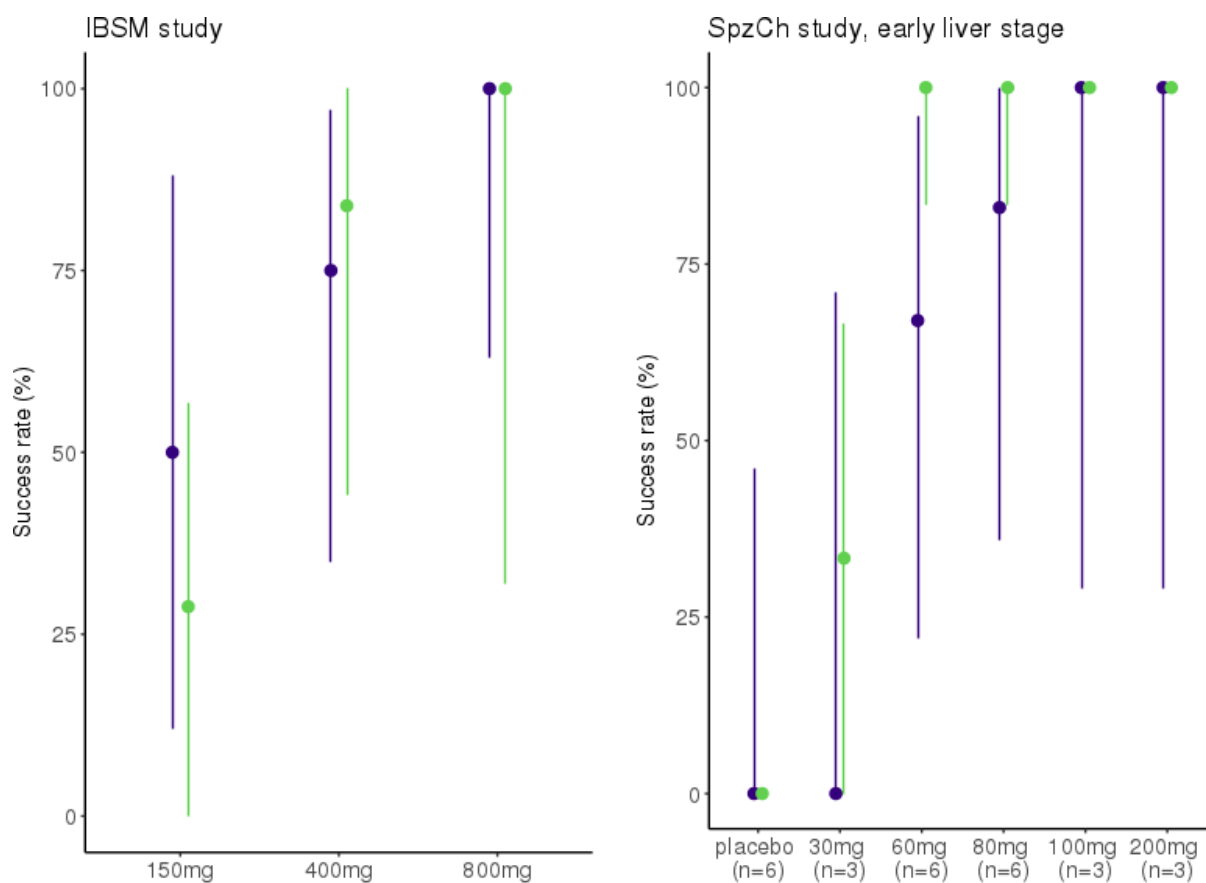 IBSM study
Success rate (%)
100
75
50
25
0
150mg
400mg
800mg
SpzCh study, early liver stage
Success rate (%)
100
75
50
25
0
placebo
(n=6)
30mg
(n=3)
60mg
(n=6)
80mg
(n=6)
100mg
(n=3)
200mg
(n=3)